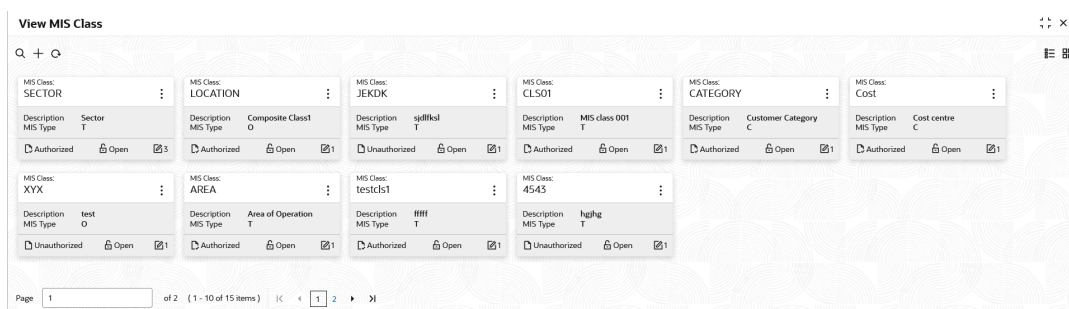 View MIS Class
MIS Class: MIS Class: MIS Class: MIS Class: MIS Class: MIS Class:
SECTOR LOCATION JEKDK CLS01 CATEGORY Cost
Description Sector Description Composite Class1 Description sjdlfksl Description MIS class 001 Description Customer Category Description Cost centre
MIS Type T MIS Type O MIS Type T MIS Type T MIS Type C MIS Type C
Authorized Open 3 Authorized Open 1 Unauthorized Open 1 Authorized Open 1 Authorized Open 1 Authorized Open 1
MIS Class: MIS Class: MIS Class: MIS Class:
XYX AREA testcls1 4543
Description test Description Area of Operation Description fffff Description hgjhg
MIS Type O MIS Type T MIS Type T MIS Type T
Unauthorized Open 1 Authorized Open 1 Authorized Open 1 Unauthorized Open 1
Page 1 of 2 ( 1 - 10 of 15 items ) 1 2